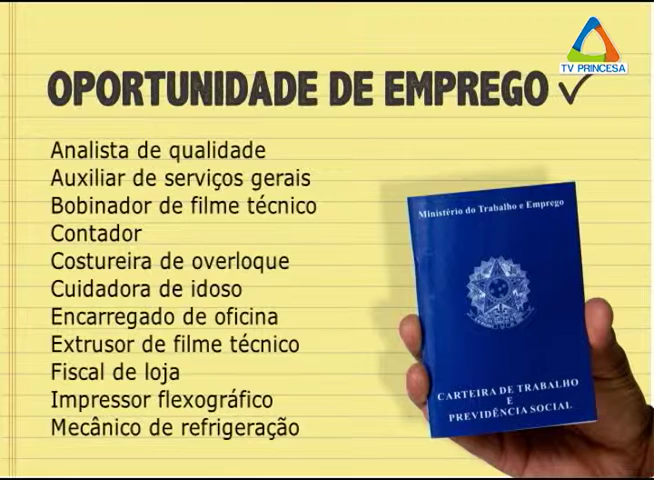 TV PRINCESA
OPORTUNIDADE DE EMPREGO
Analista de qualidade
Auxiliar de serviços gerais
Bobinador de filme técnico
Contador
Costureira de overloque
Cuidadora de idoso
Encarregado de oficina
Extrusor de filme técnico
Fiscal de loja
Impressor flexográfico
Mecânico de refrigeração
Ministério do Trabalho e Emprego
CARTEIRA DE TRABALHO
E
PREVIDÊNCIA SOCIAL